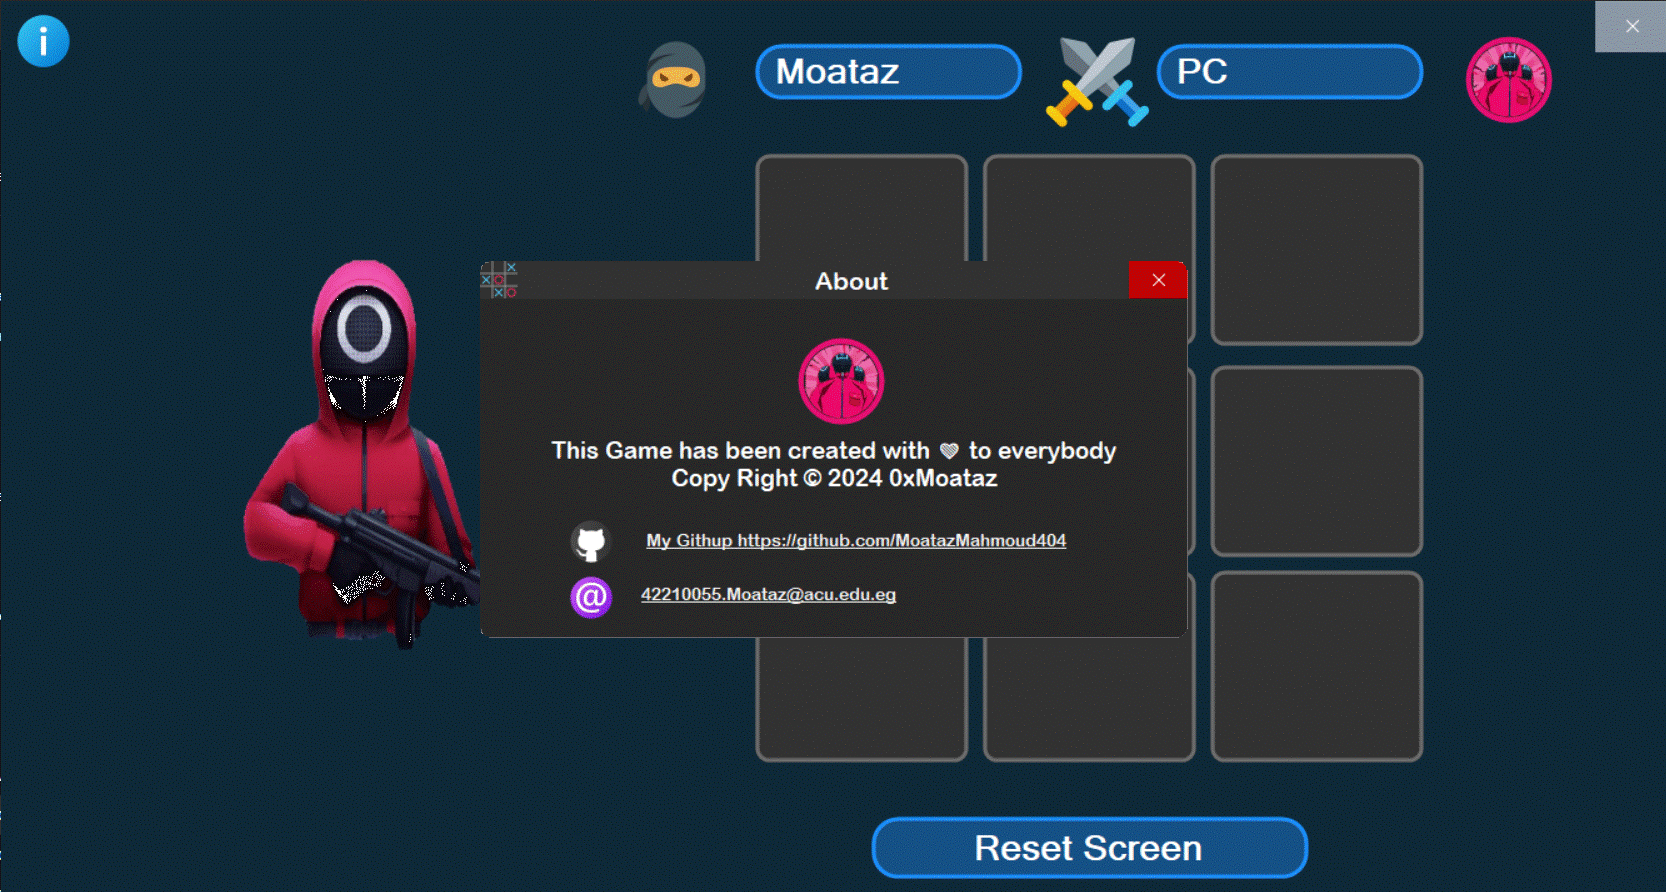 Moataz
PC
About
This Game has been created with 🤍 to everybody
Copy Right © 2024 0xMoataz
My Githup https://github.com/MoatazMahmoud404
42210055.Moataz@acu.edu.eg
Reset Screen